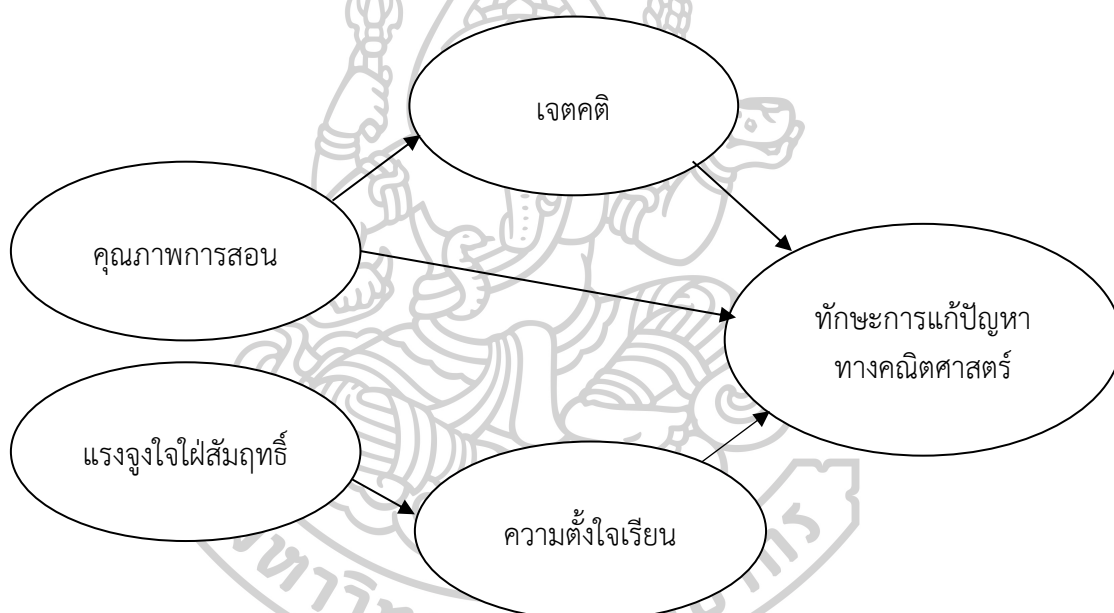 เจตคติ
คุณภาพการสอน
ทักษะการแก้ปัญหา
ทางคณิตศาสตร์
แรงจูงใจใฝ่สัมฤทธิ์
ความตั้งใจเรียน